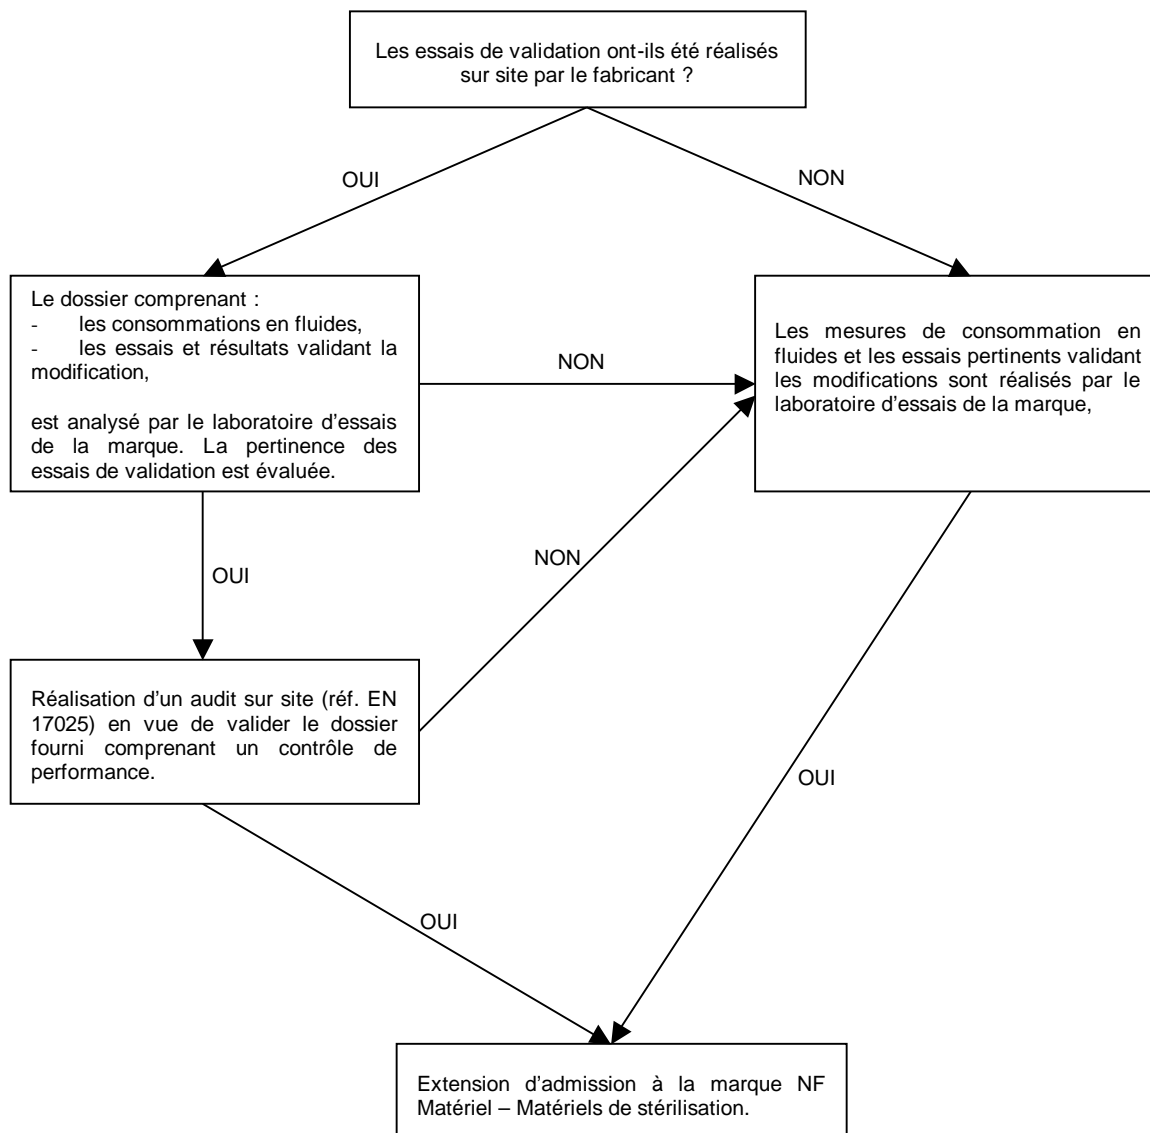 Les essais de validation ont-ils été réalisés
sur site par le fabricant ?
OUI
NON
Le dossier comprenant :
- les consommations en fluides,
- les essais et résultats validant la
modification,
est analysé par le laboratoire d’essais
de la marque. La pertinence des
essais de validation est évaluée.
NON
Les mesures de consommation en
fluides et les essais pertinents validant
les modifications sont réalisés par le
laboratoire d’essais de la marque,
OUI
NON
Réalisation d’un audit sur site (réf. EN
17025) en vue de valider le dossier
fourni comprenant un contrôle de
performance.
OUI
OUI
Extension d’admission à la marque NF
Matériel – Matériels de stérilisation.